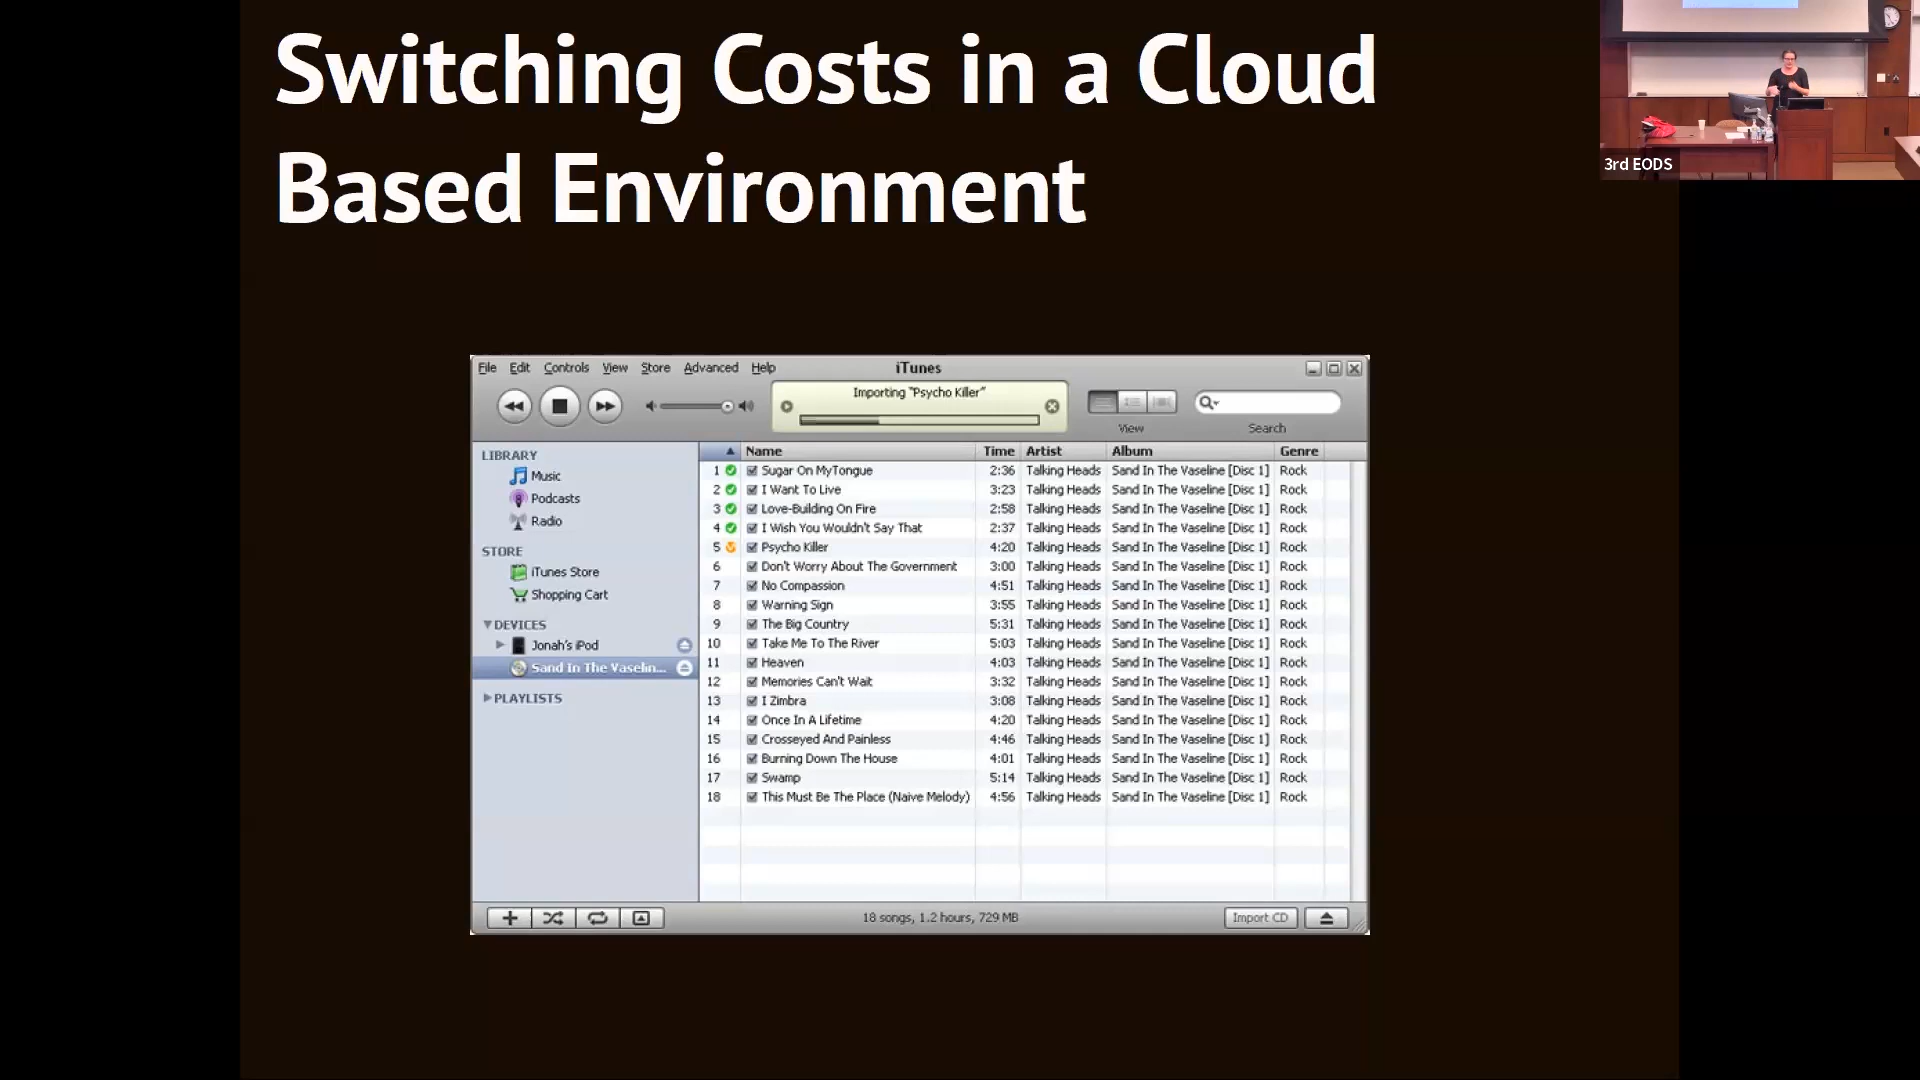 Switching Costs in a Cloud
Based Environment
3rd EODS
File Edit Controls View Store Advanced Help
iTunes
Importing "Psycho Killer"
View
Search
LIBRARY
Music
Podcasts
Radio
STORE
iTunes Store
Shopping Cart
DEVICES
Jonah's iPod
Sand In The Vaselin...
PLAYLISTS
Name Time Artist Album Genre
1 Sugar On MyTongue 2:36 Talking Heads Sand In The Vaseline [Disc 1] Rock
2 I Want To Live 3:23 Talking Heads Sand In The Vaseline [Disc 1] Rock
3 Love-Building On Fire 2:58 Talking Heads Sand In The Vaseline [Disc 1] Rock
4 I Wish You Wouldn't Say That 2:37 Talking Heads Sand In The Vaseline [Disc 1] Rock
5 Psycho Killer 4:20 Talking Heads Sand In The Vaseline [Disc 1] Rock
6 Don't Worry About The Government 3:00 Talking Heads Sand In The Vaseline [Disc 1] Rock
7 No Compassion 4:51 Talking Heads Sand In The Vaseline [Disc 1] Rock
8 Warning Sign 3:55 Talking Heads Sand In The Vaseline [Disc 1] Rock
9 The Big Country 5:31 Talking Heads Sand In The Vaseline [Disc 1] Rock
10 Take Me To The River 5:03 Talking Heads Sand In The Vaseline [Disc 1] Rock
11 Heaven 4:03 Talking Heads Sand In The Vaseline [Disc 1] Rock
12 Memories Can't Wait 3:32 Talking Heads Sand In The Vaseline [Disc 1] Rock
13 I Zimbra 3:08 Talking Heads Sand In The Vaseline [Disc 1] Rock
14 Once In A Lifetime 4:20 Talking Heads Sand In The Vaseline [Disc 1] Rock
15 Crosseyed And Painless 4:46 Talking Heads Sand In The Vaseline [Disc 1] Rock
16 Burning Down The House 4:01 Talking Heads Sand In The Vaseline [Disc 1] Rock
17 Swamp 5:14 Talking Heads Sand In The Vaseline [Disc 1] Rock
18 This Must Be The Place (Naive Melody) 4:56 Talking Heads Sand In The Vaseline [Disc 1] Rock
18 songs, 1.2 hours, 729 MB
Import CD